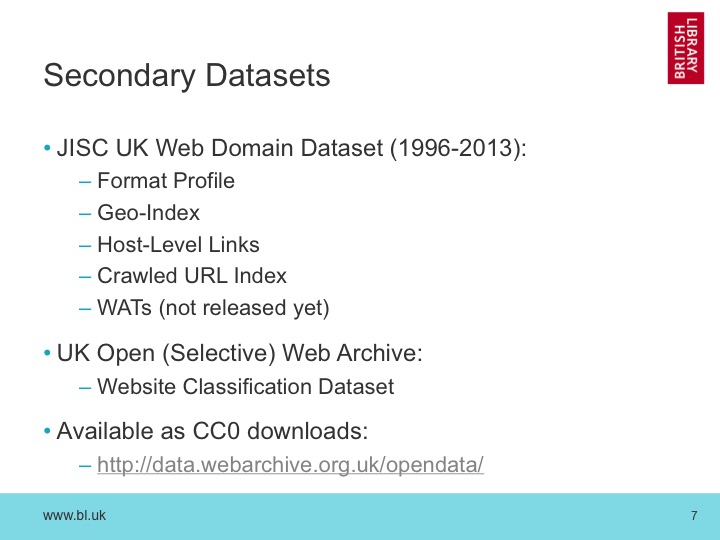 LIBRARY
BRITISH
Secondary Datasets
• JISC UK Web Domain Dataset (1996-2013):
– Format Profile
– Geo-Index
– Host-Level Links
– Crawled URL Index
– WATs (not released yet)
• UK Open (Selective) Web Archive:
– Website Classification Dataset
• Available as CC0 downloads:
– http://data.webarchive.org.uk/opendata/
www.bl.uk
7